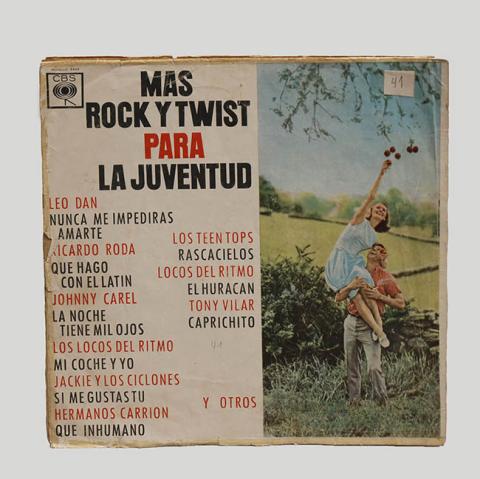 CBS
MAS
ROCK Y TWIST
PARA
LA JUVENTUD
LEO DAN
NUNCA ME IMPEDIRAS
AMARTE
RICARDO RODA
QUE HAGO
CON EL LATIN
JOHNNY CAREL
LA NOCHE
TIENE MIL OJOS
LOS LOCOS DEL RITMO
MI COCHE Y YO
JACKIE Y LOS CICLONES
SI ME GUSTAS TU
HERMANOS CARRION
QUE INHUMANO
LOS TEEN TOPS
RASCACIELOS
LOCOS DEL RITMO
EL HURACAN
TONY VILAR
CAPRICHITO
41
Y OTROS
41